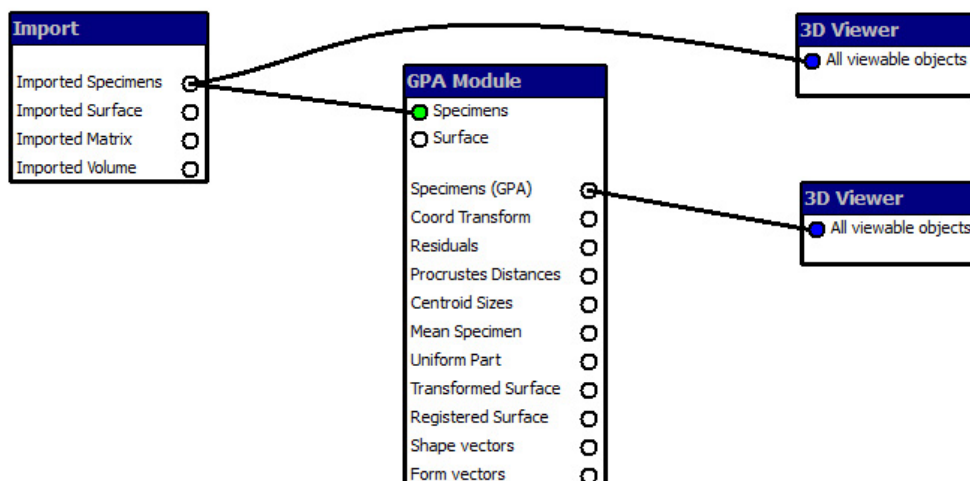 Import
Imported Specimens
Imported Surface
Imported Matrix
Imported Volume
GPA Module
Specimens
Surface
Specimens (GPA)
Coord Transform
Residuals
Procrustes Distances
Centroid Sizes
Mean Specimen
Uniform Part
Transformed Surface
Registered Surface
Shape vectors
Form vectors
3D Viewer
All viewable objects
3D Viewer
All viewable objects